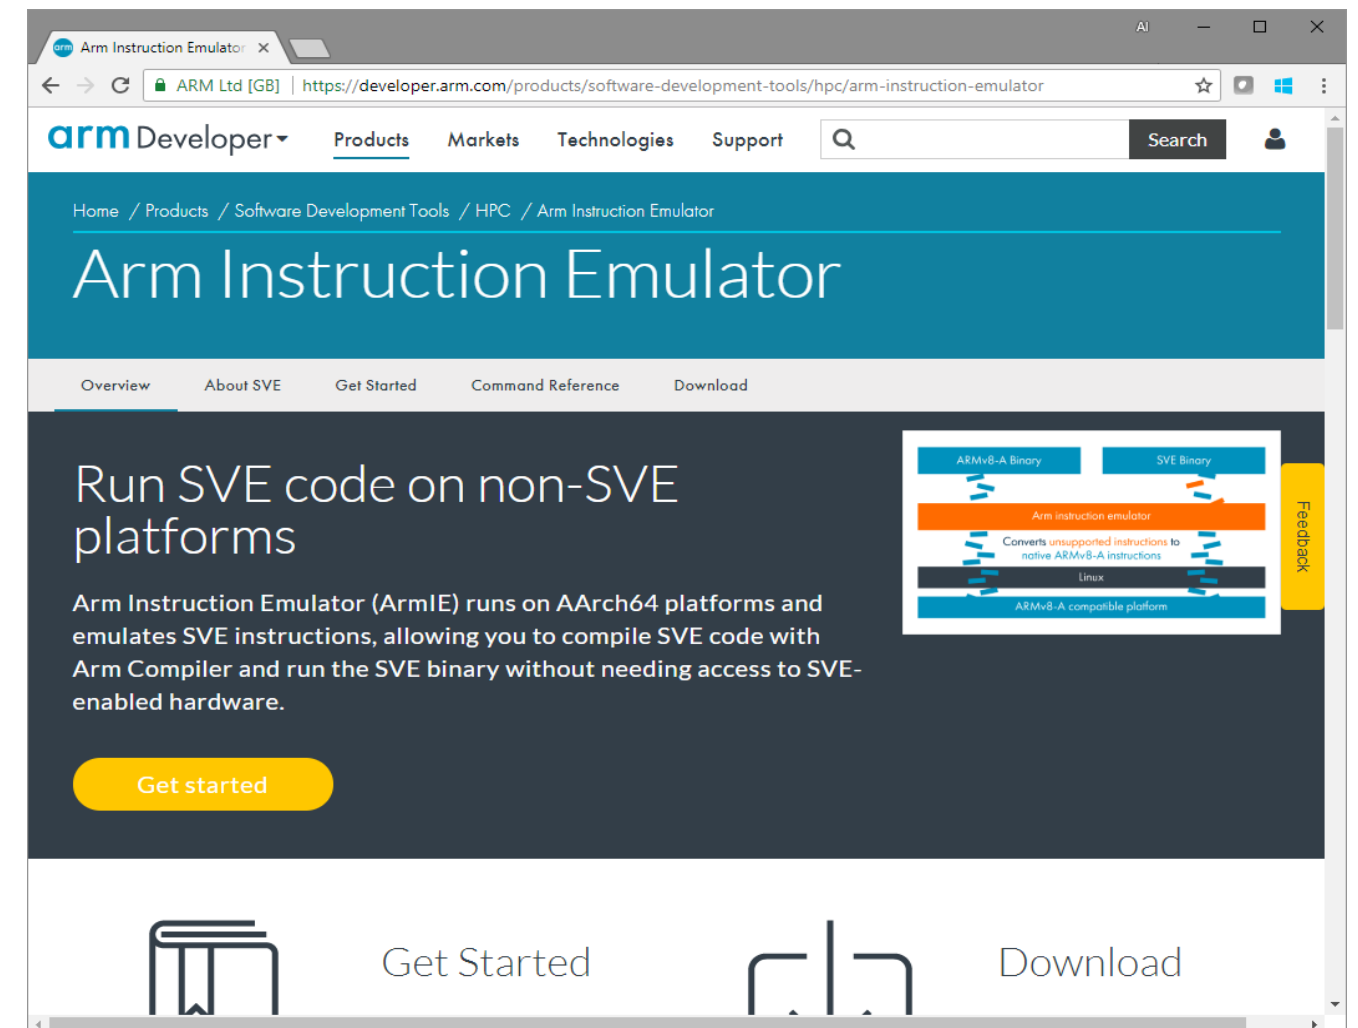 AI
arm Arm Instruction Emulator
ARM Ltd [GB] | https://developer.arm.com/products/software-development-tools/hpc/arm-instruction-emulator
arm Developer Products Markets Technologies Support Search
Home / Products / Software Development Tools / HPC / Arm Instruction Emulator
Arm Instruction Emulator
Overview About SVE Get Started Command Reference Download
Run SVE code on non-SVE
platforms
Arm Instruction Emulator (ArmIE) runs on AArch64 platforms and
emulates SVE instructions, allowing you to compile SVE code with
Arm Compiler and run the SVE binary without needing access to SVE-
enabled hardware.
Get started
ARMv8-A Binary SVE Binary
Arm instruction emulator
Converts unsupported instructions to
native ARMv8-A instructions
Linux
ARMv8-A compatible platform
Feedback
Get Started Download